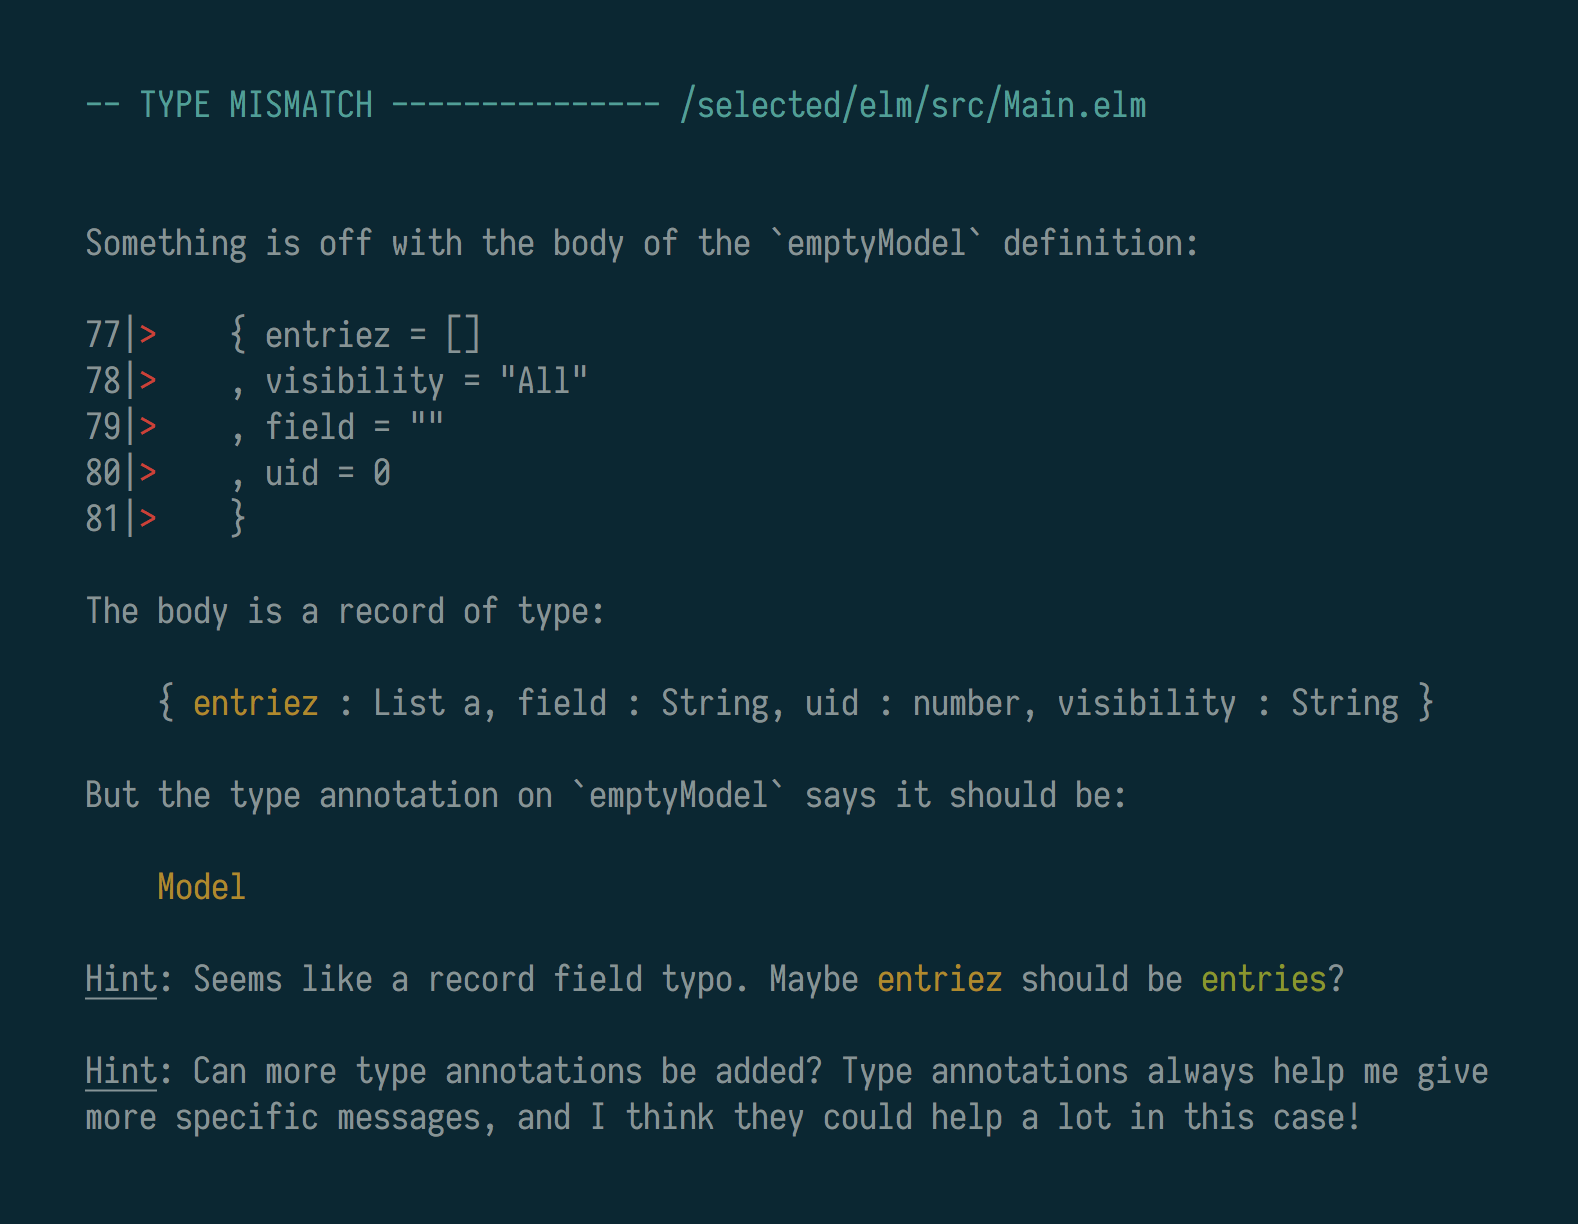 -- TYPE MISMATCH --------------- /selected/elm/src/Main.elm
Something is off with the body of the `emptyModel` definition:
77|>    { entriez = []
78|>    , visibility = "All"
79|>    , field = ""
80|>    , uid = 0
81|>    }
The body is a record of type:
    { entriez : List a, field : String, uid : number, visibility : String }
But the type annotation on `emptyModel` says it should be:
    Model
Hint: Seems like a record field typo. Maybe entriez should be entries?
Hint: Can more type annotations be added? Type annotations always help me give
more specific messages, and I think they could help a lot in this case!